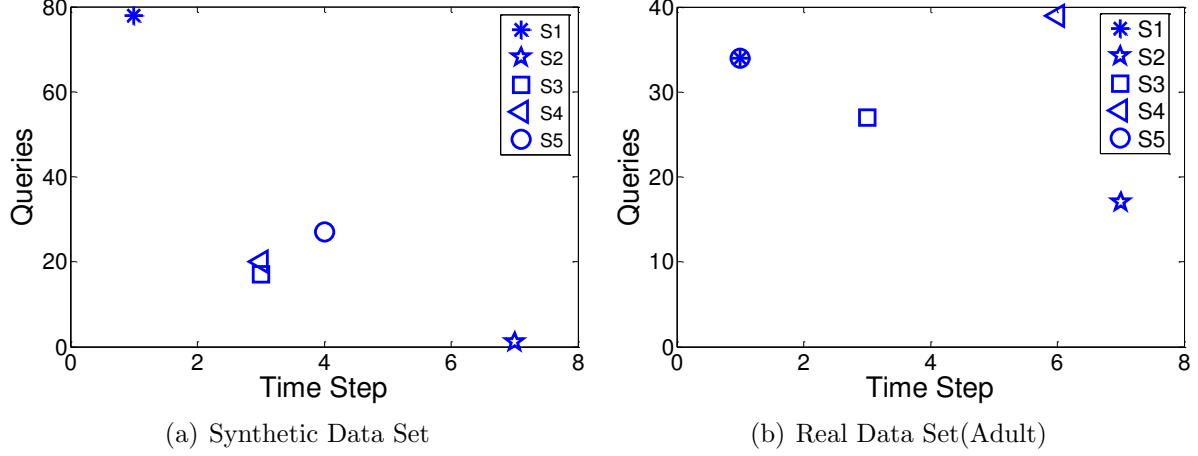 80
60
40
20
0
Queries
0 2 4 6 8
Time Step
S1
S2
S3
S4
S5
(a) Synthetic Data Set
40
30
20
10
0
Queries
0 2 4 6 8
Time Step
S1
S2
S3
S4
S5
(b) Real Data Set(Adult)